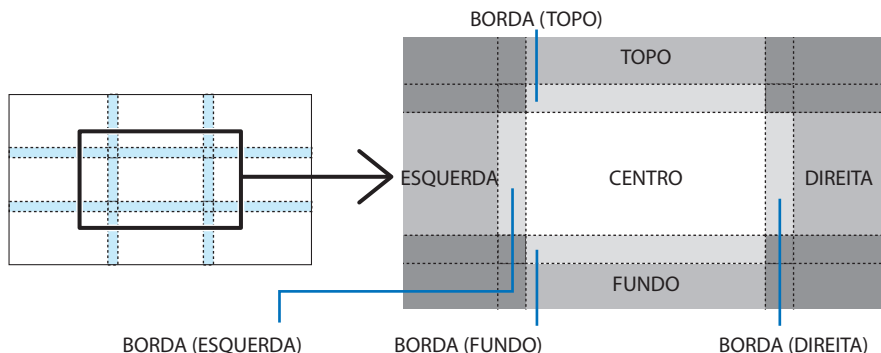 BORDA (TOPO)
TOPO
ESQUERDA
CENTRO
DIREITA
FUNDO
BORDA (ESQUERDA)
BORDA (FUNDO)
BORDA (DIREITA)